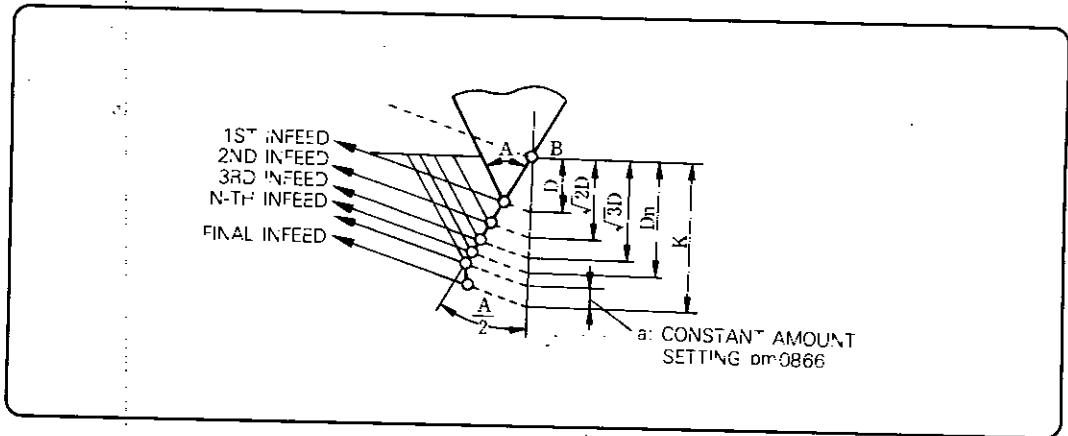 1ST INFEED
2ND INFEED
3RD INFEED
N-TH INFEED
FINAL INFEED
A
B
D
√2D
√3D
Dn
K
A
2
a: CONSTANT AMOUNT
SETTING pm0866